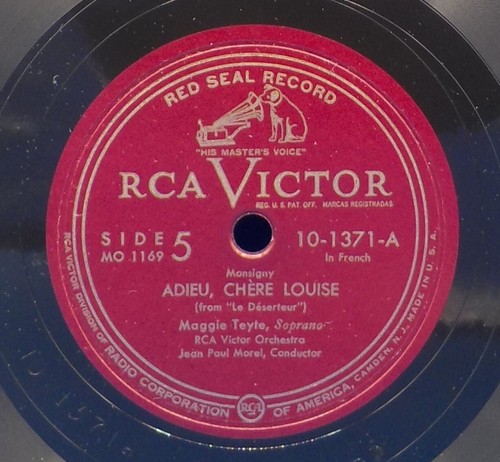 RED SEAL RECORD
"HIS MASTER'S VOICE"
RCA VICTOR
REG. U. S. PAT. OFF. MARCAS REGISTRADAS
SIDE 5
MO 1169
10-1371-A
In French
Monsigny
ADIEU, CHÈRE LOUISE
(from "Le Déserteur")
Maggie Teyte, Soprano
RCA Victor Orchestra
Jean Paul Morel, Conductor
RCA VICTOR DIVISION OF RADIO CORPORATION OF AMERICA, CAMDEN, N. J. MADE IN U. S. A.
RCA